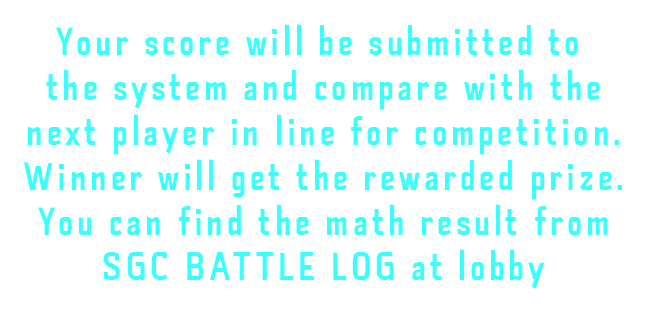 Your score will be submitted to
the system and compare with the
next player in line for competition.
Winner will get the rewarded prize.
You can find the math result from
SGC BATTLE LOG at lobby